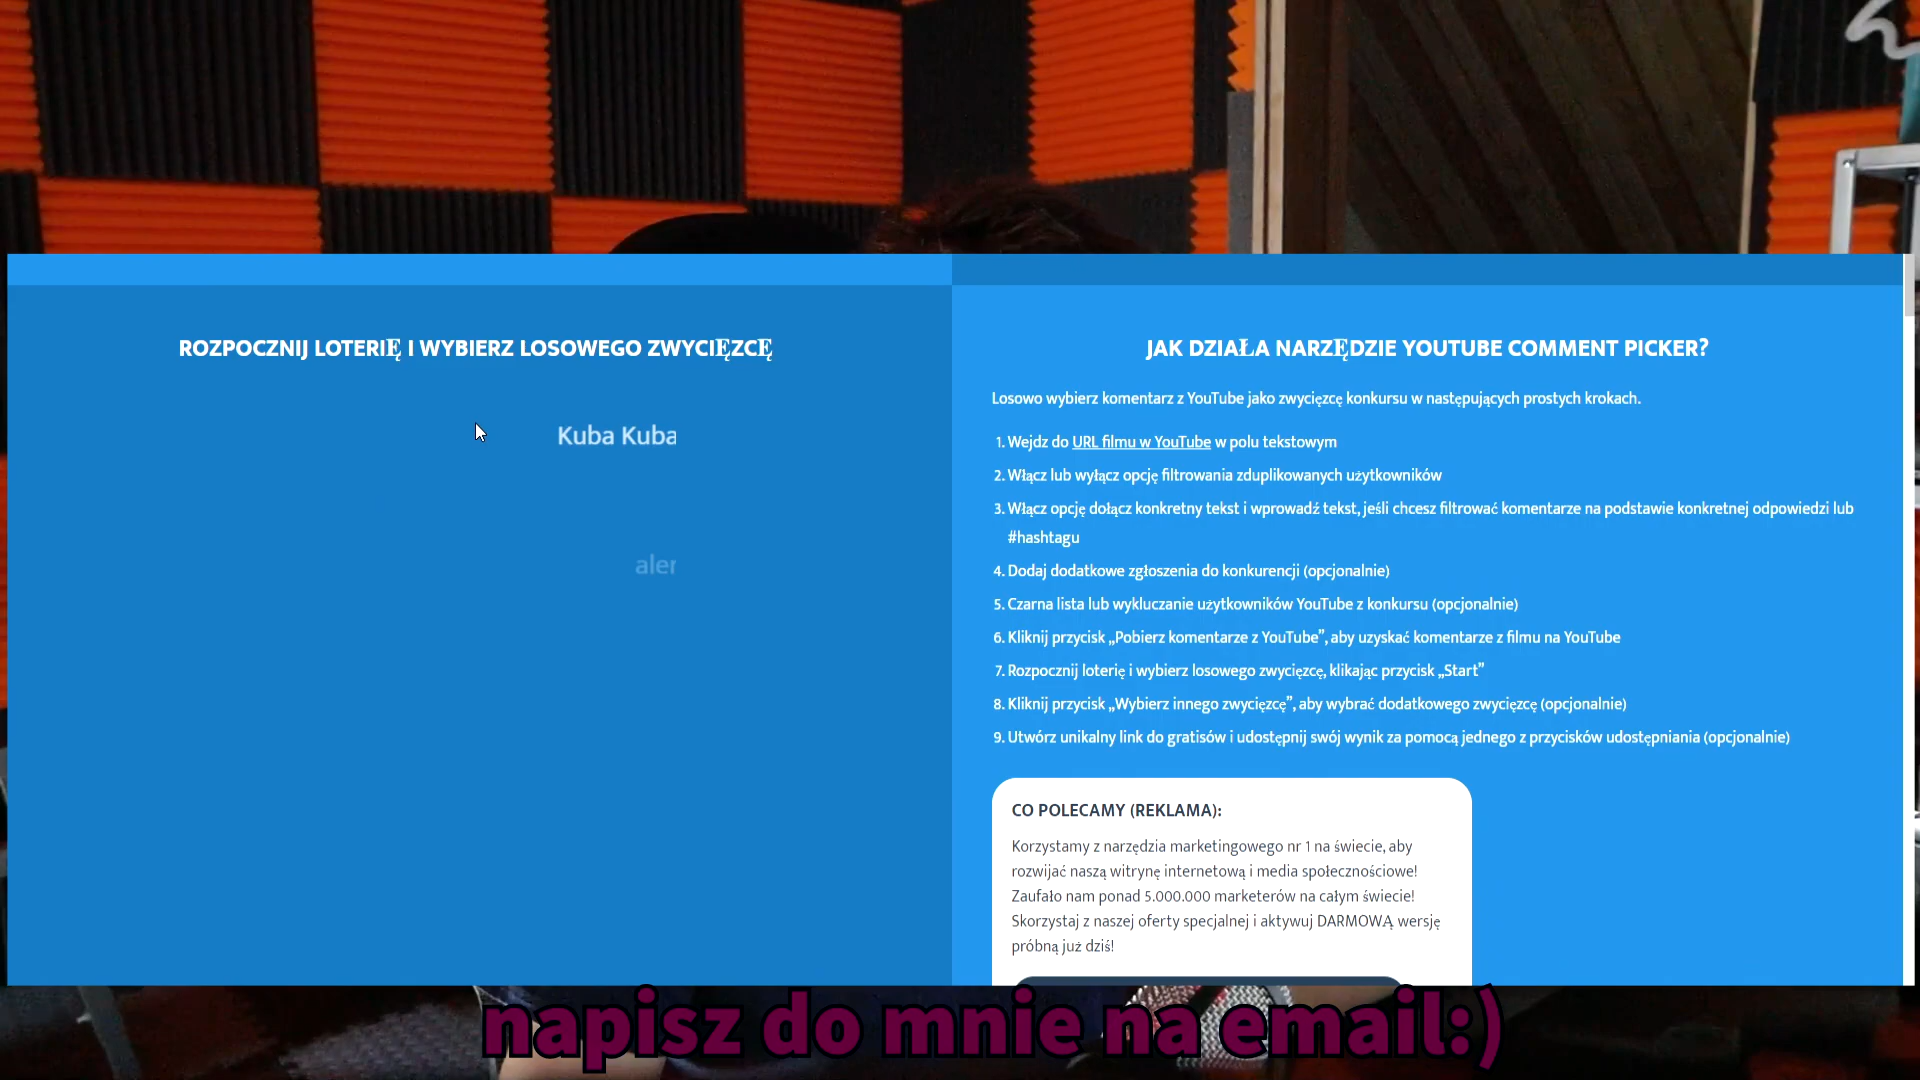 ROZPOCZNIJ LOTERIĘ I WYBIERZ LOSOWEGO ZWYCIĘZCĘ
Kuba Kuba
JAK DZIAŁA NARZĘDZIE YOUTUBE COMMENT PICKER?
Losowo wybierz komentarz z YouTube jako zwycięzcę konkursu w następujących prostych krokach.
1. Wejdz do URL filmu w YouTube w polu tekstowym
2. Włącz lub wyłącz opcję filtrowania zduplikowanych użytkowników
3. Włącz opcję dołącz konkretny tekst i wprowadź tekst, jeśli chcesz filtrować komentarze na podstawie konkretnej odpowiedzi lub
#hashtagu
4. Dodaj dodatkowe zgłoszenia do konkurencji (opcjonalnie)
5. Czarna lista lub wykluczanie użytkowników YouTube z konkursu (opcjonalnie)
6. Kliknij przycisk „Pobierz komentarze z YouTube”, aby uzyskać komentarze z filmu na YouTube
7. Rozpocznij loterię i wybierz losowego zwycięzcę, klikając przycisk „Start”
8. Kliknij przycisk „Wybierz innego zwycięzcę”, aby wybrać dodatkowego zwycięzcę (opcjonalnie)
9. Utwórz unikalny link do gratisów i udostępnij swój wynik za pomocą jednego z przycisków udostępniania (opcjonalnie)
CO POLECAMY (REKLAMA):
Korzystamy z narzędzia marketingowego nr 1 na świecie, aby
rozwijać naszą witrynę internetową i media społecznościowe!
Zaufało nam ponad 5.000.000 marketerów na całym świecie!
Skorzystaj z naszej oferty specjalnej i aktywuj DARMOWĄ wersję
próbną już dziś!
napisz do mnie na email:)